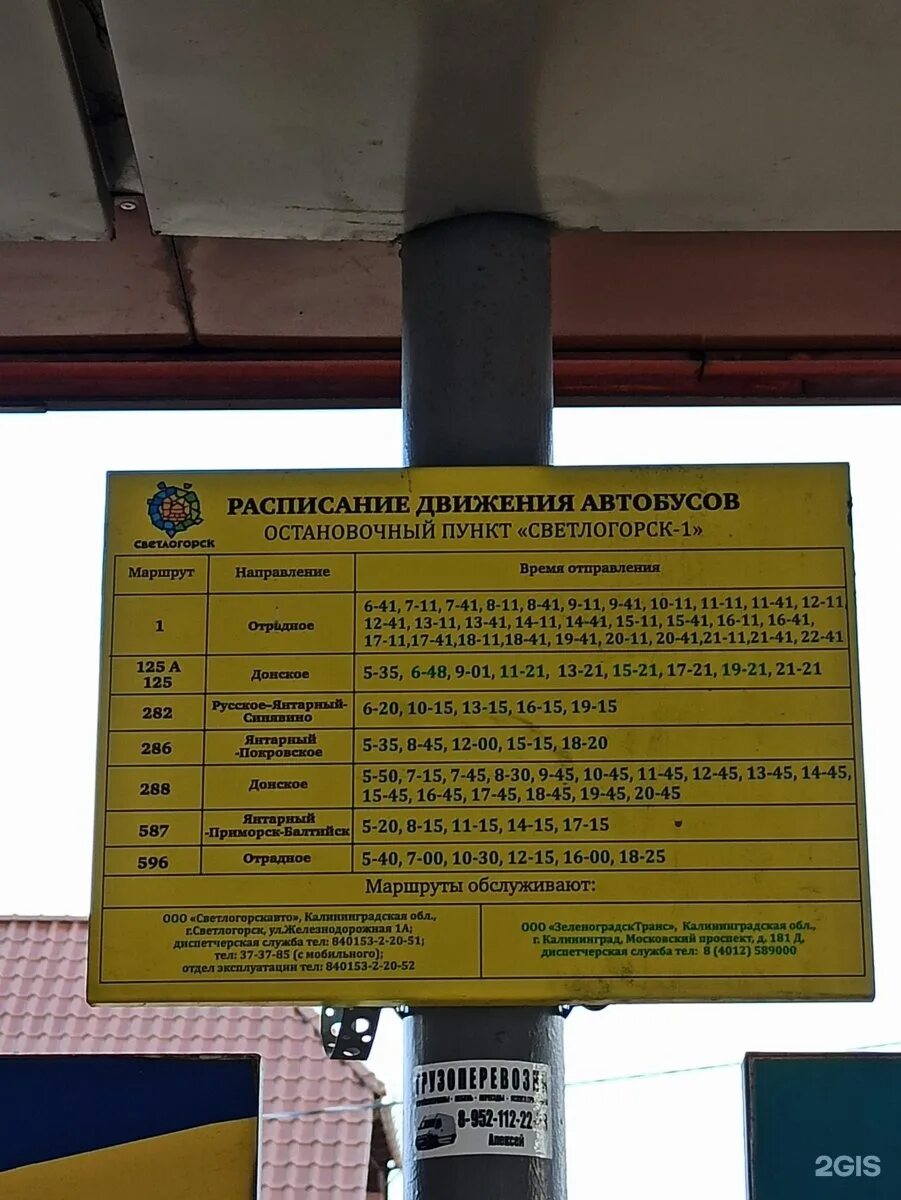 СВЕТЛОГОРСК
РАСПИСАНИЕ ДВИЖЕНИЯ АВТОБУСОВ
ОСТАНОВОЧНЫЙ ПУНКТ «СВЕТЛОГОРСК-1»
Маршрут Направление Время отправления
1 Отрадное 6-41, 7-11, 7-41, 8-11, 8-41, 9-11, 9-41, 10-11, 11-11, 11-41, 12-11,
12-41, 13-11, 13-41, 14-11, 14-41, 15-11, 15-41, 16-11, 16-41,
17-11,17-41,18-11,18-41, 19-41, 20-11, 20-41,21-11,21-41, 22-41
125 А
125 Донское 5-35, 6-48, 9-01, 11-21, 13-21, 15-21, 17-21, 19-21, 21-21
282 Русское-Янтарный-
Синявино 6-20, 10-15, 13-15, 16-15, 19-15
286 Янтарный
-Покровское 5-35, 8-45, 12-00, 15-15, 18-20
288 Донское 5-50, 7-15, 7-45, 8-30, 9-45, 10-45, 11-45, 12-45, 13-45, 14-45,
15-45, 16-45, 17-45, 18-45, 19-45, 20-45
587 Янтарный
-Приморск-Балтийск 5-20, 8-15, 11-15, 14-15, 17-15
596 Отрадное 5-40, 7-00, 10-30, 12-15, 16-00, 18-25
Маршруты обслуживают:
ООО «Светлогорскавто», Калининградская обл.,
г.Светлогорск, ул.Железнодорожная 1А;
диспетчерская служба тел: 840153-2-20-51;
тел: 37-37-85 (с мобильного);
отдел эксплуатации тел: 840153-2-20-52
ООО «ЗеленоградскТранс», Калининградская обл.,
г. Калининград, Московский проспект, д. 181 Д,
диспетчерская служба тел: 8 (4012) 589000
ГРУЗОПЕРЕВОЗК
8-952-112-22-
Алексей
2GIS